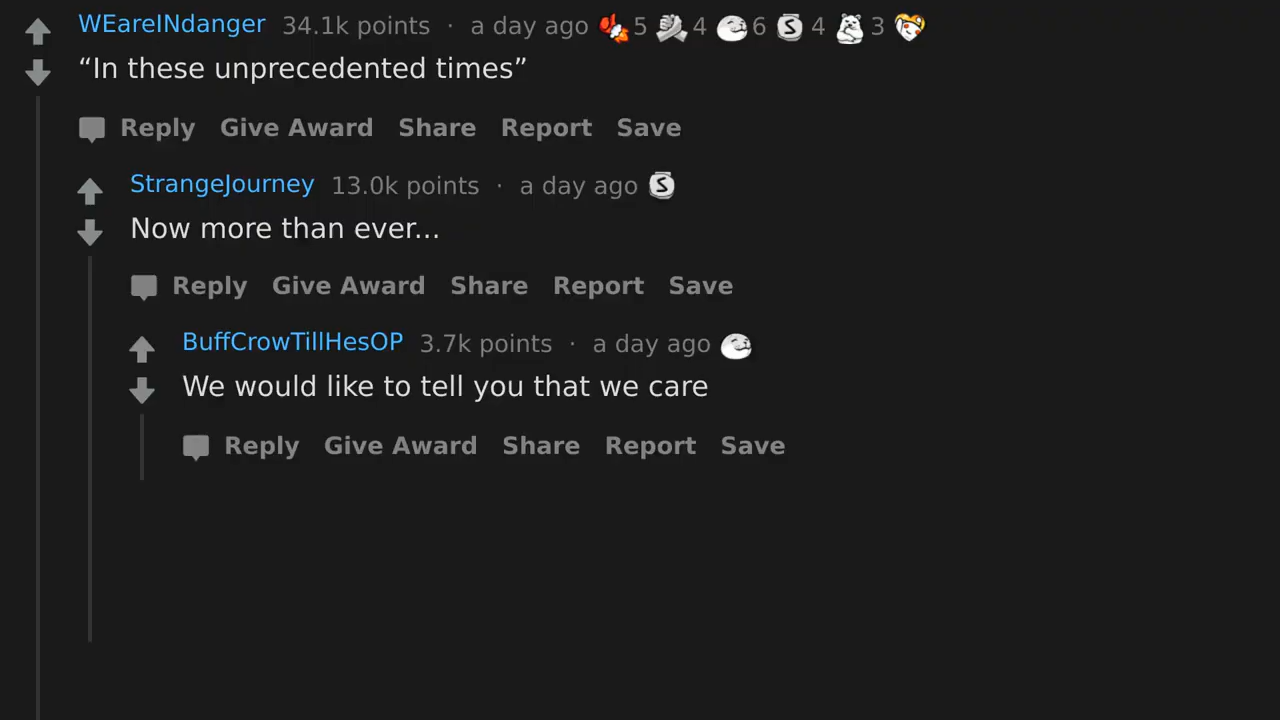 WEareINdanger 34.1k points · a day ago 5 4 6 4 3
“In these unprecedented times”
Reply Give Award Share Report Save
StrangeJourney 13.0k points · a day ago
Now more than ever...
Reply Give Award Share Report Save
BuffCrowTillHesOP 3.7k points · a day ago
We would like to tell you that we care
Reply Give Award Share Report Save